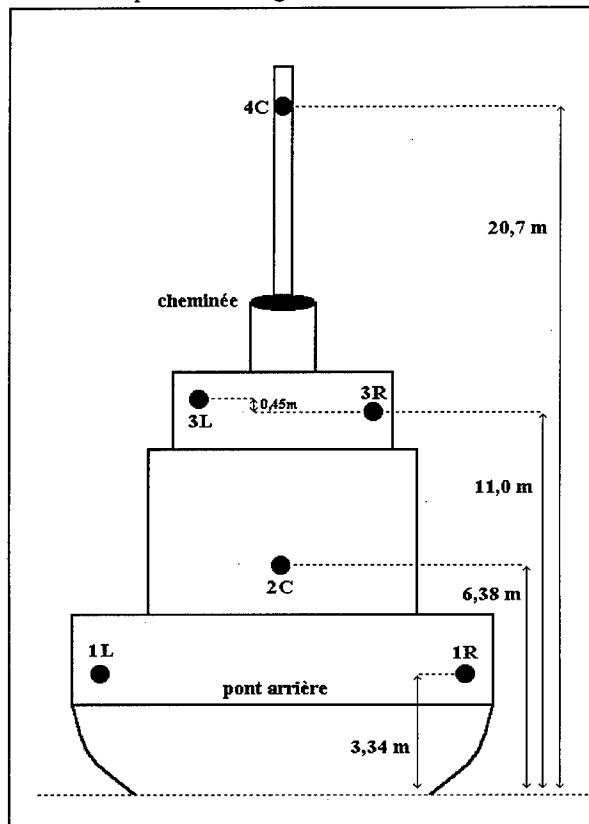 4C
20,7 m
cheminée
3L
0,45m
3R
11,0 m
2C
6,38 m
1L
1R
pont arrière
3,34 m